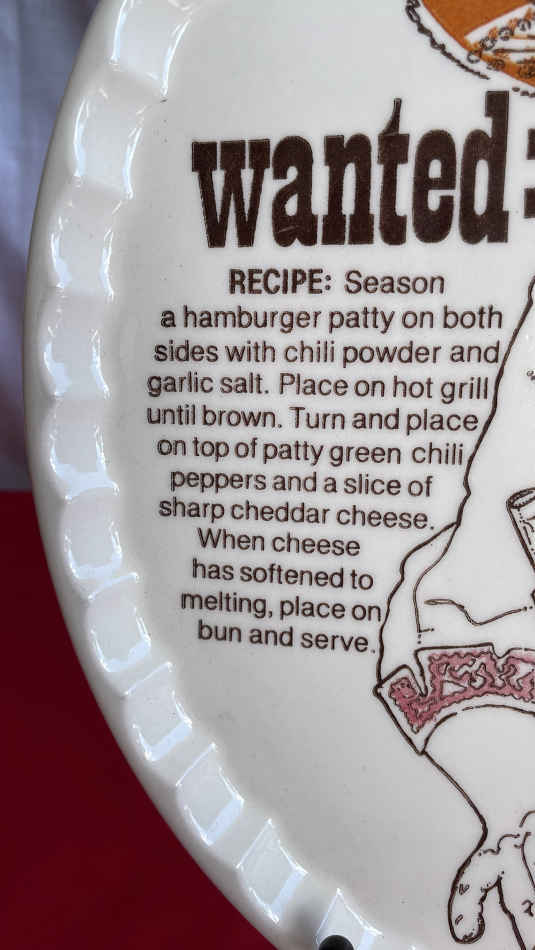 wanted:
RECIPE: Season
a hamburger patty on both
sides with chili powder and
garlic salt. Place on hot grill
until brown. Turn and place
on top of patty green chili
peppers and a slice of
sharp cheddar cheese.
When cheese
has softened to
melting, place on
bun and serve.